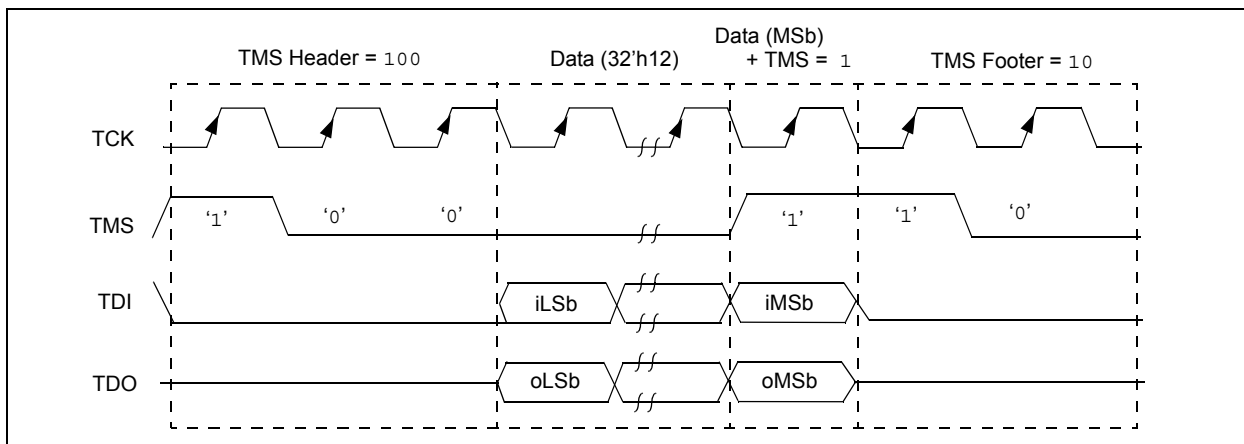 TMS Header = 100
Data (32’h12)
Data (MSb)
+ TMS = 1
TMS Footer = 10
TCK
TMS
‘1’ ‘0’ ‘0’ ‘1’ ‘1’ ‘0’
TDI
iLSb iMSb
TDO
oLSb oMSb